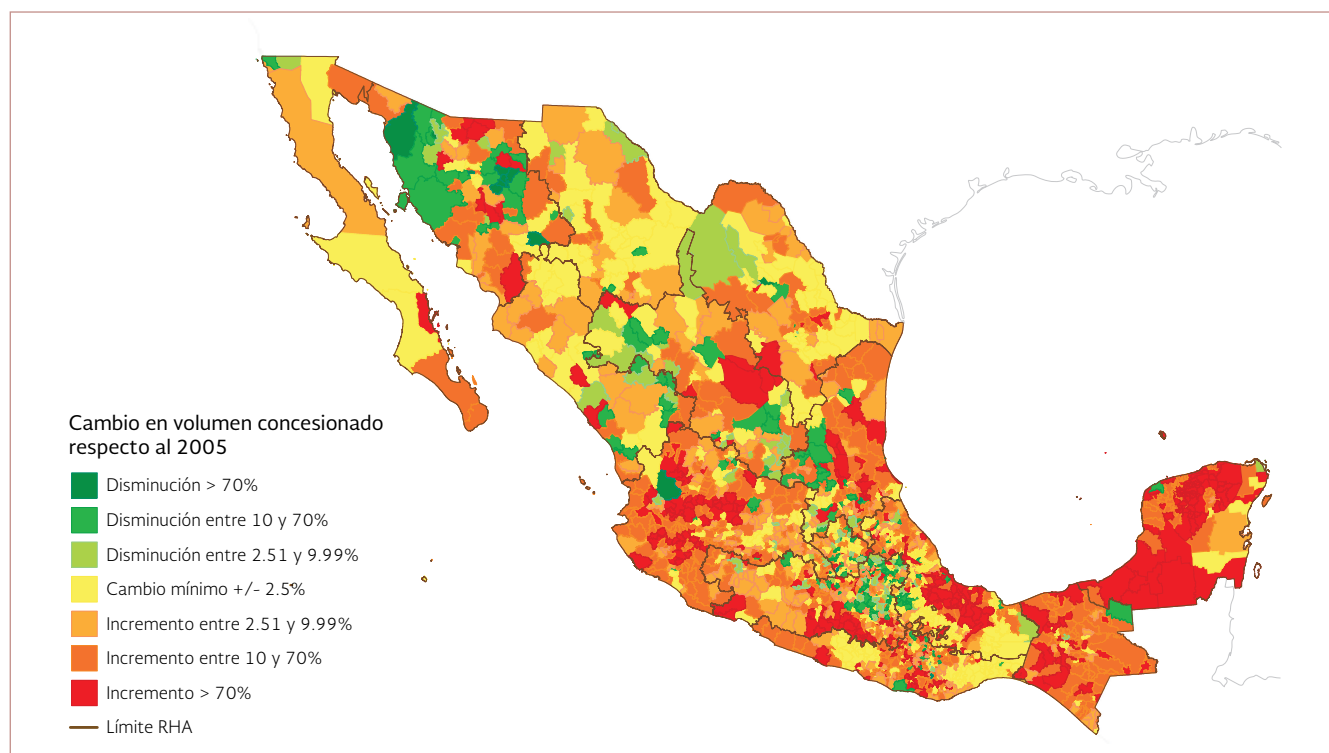 Cambio en volumen concesionado
respecto al 2005
Disminución > 70%
Disminución entre 10 y 70%
Disminución entre 2.51 y 9.99%
Cambio mínimo +/- 2.5%
Incremento entre 2.51 y 9.99%
Incremento entre 10 y 70%
Incremento > 70%
Límite RHA